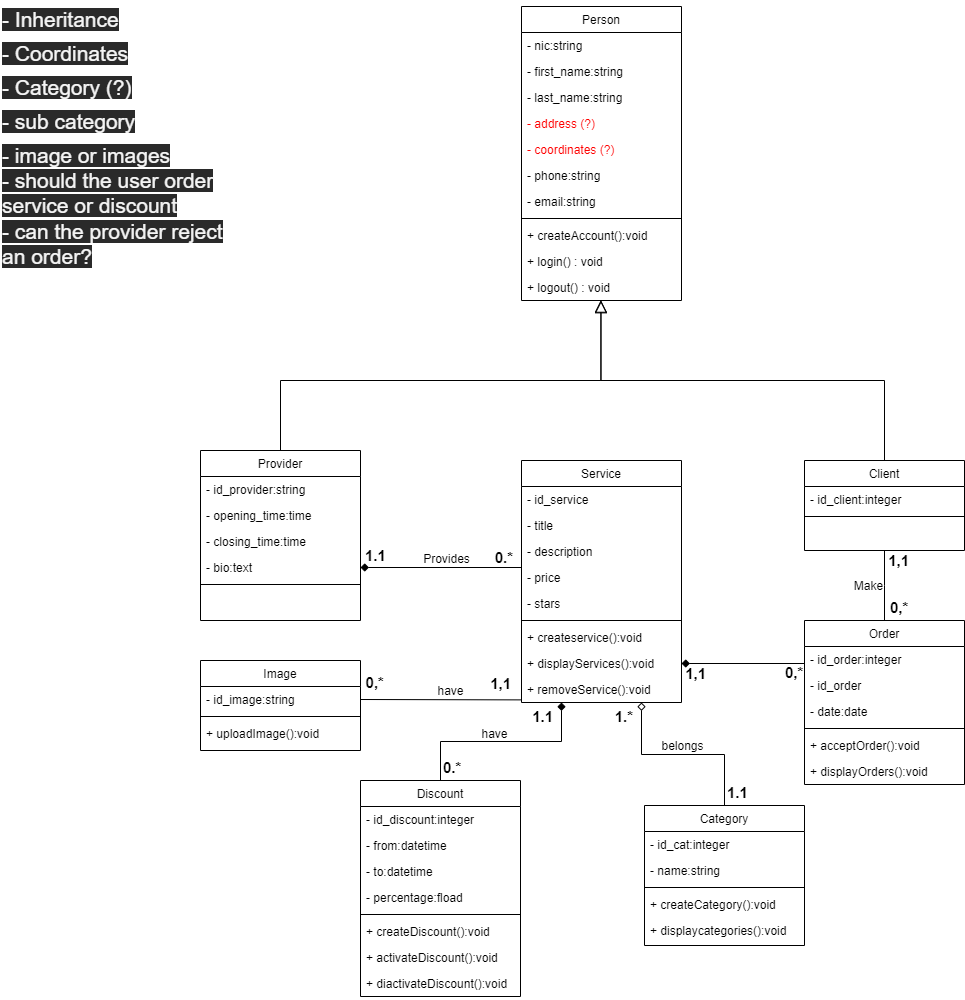 - Inheritance
- Coordinates
- Category (?)
- sub category
- image or images
- should the user order
service or discount
- can the provider reject
an order?
Person
- nic:string
- first_name:string
- last_name:string
- address (?)
- coordinates (?)
- phone:string
- email:string
+ createAccount():void
+ login() : void
+ logout() : void
Provider
- id_provider:string
- opening_time:time
- closing_time:time
- bio:text
1.1
Provides
0.*
Service
- id_service
- title
- description
- price
- stars
+ createservice():void
+ displayServices():void
+ removeService():void
Client
- id_client:integer
1,1
Make
0,*
Order
- id_order:integer
- id_order
- date:date
+ acceptOrder():void
+ displayOrders():void
1,1
0,*
Image
- id_image:string
+ uploadImage():void
0,*
have
1,1
1.1
have
0.*
Discount
- id_discount:integer
- from:datetime
- to:datetime
- percentage:fload
+ createDiscount():void
+ activateDiscount():void
+ diactivateDiscount():void
1.*
belongs
1.1
Category
- id_cat:integer
- name:string
+ createCategory():void
+ displaycategories():void